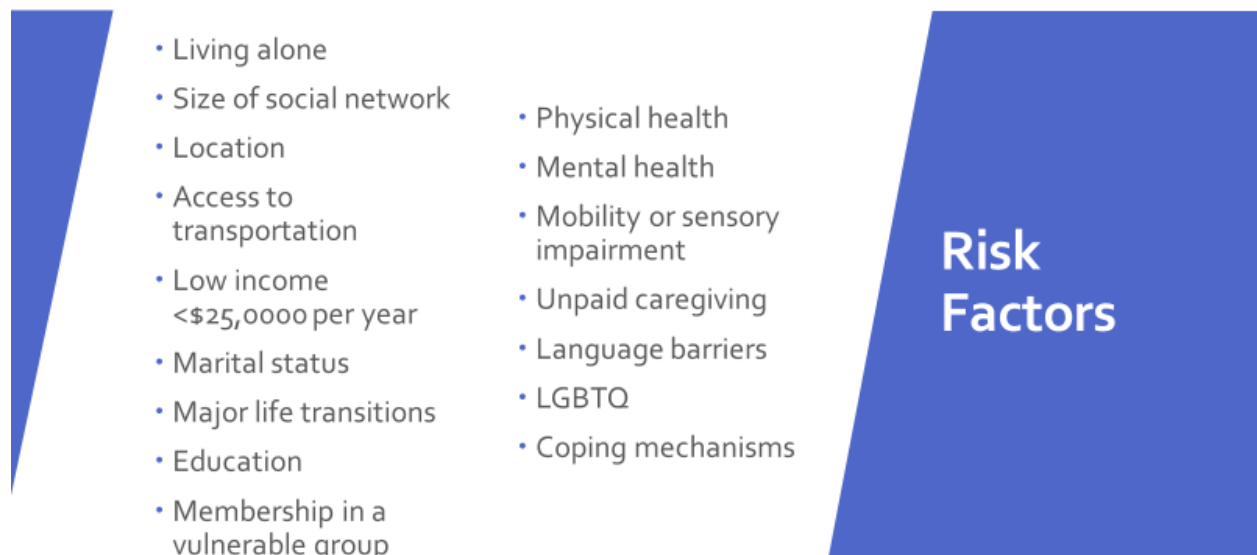 • Living alone
• Size of social network
• Location
• Access to
transportation
• Low income
<$25,0000 per year
• Marital status
• Major life transitions
• Education
• Membership in a
vulnerable group
• Physical health
• Mental health
• Mobility or sensory
impairment
• Unpaid caregiving
• Language barriers
• LGBTQ
• Coping mechanisms
Risk
Factors